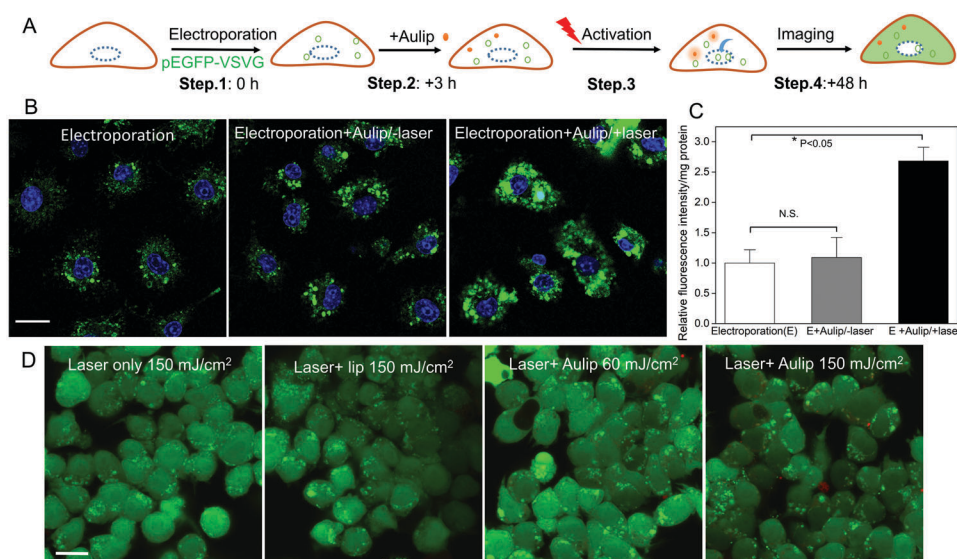 A
Electroporation
pEGFP-VSVG
Step.1: 0 h
+Aulip
Step.2: +3 h
Activation
Step.3
Imaging
Step.4:+48 h
B
Electroporation
Electroporation+Aulip/-laser
Electroporation+Aulip/+laser
C
Relative fluorescence intensity/mg protein
3.0
2.5
2.0
1.5
1.0
0.5
0.0
* P<0.05
N.S.
Electroporation(E)
E+Aulip/-laser
E +Aulip/+lase
D
Laser only 150 mJ/cm²
Laser+ lip 150 mJ/cm²
Laser+ Aulip 60 mJ/cm²
Laser+ Aulip 150 mJ/cm²